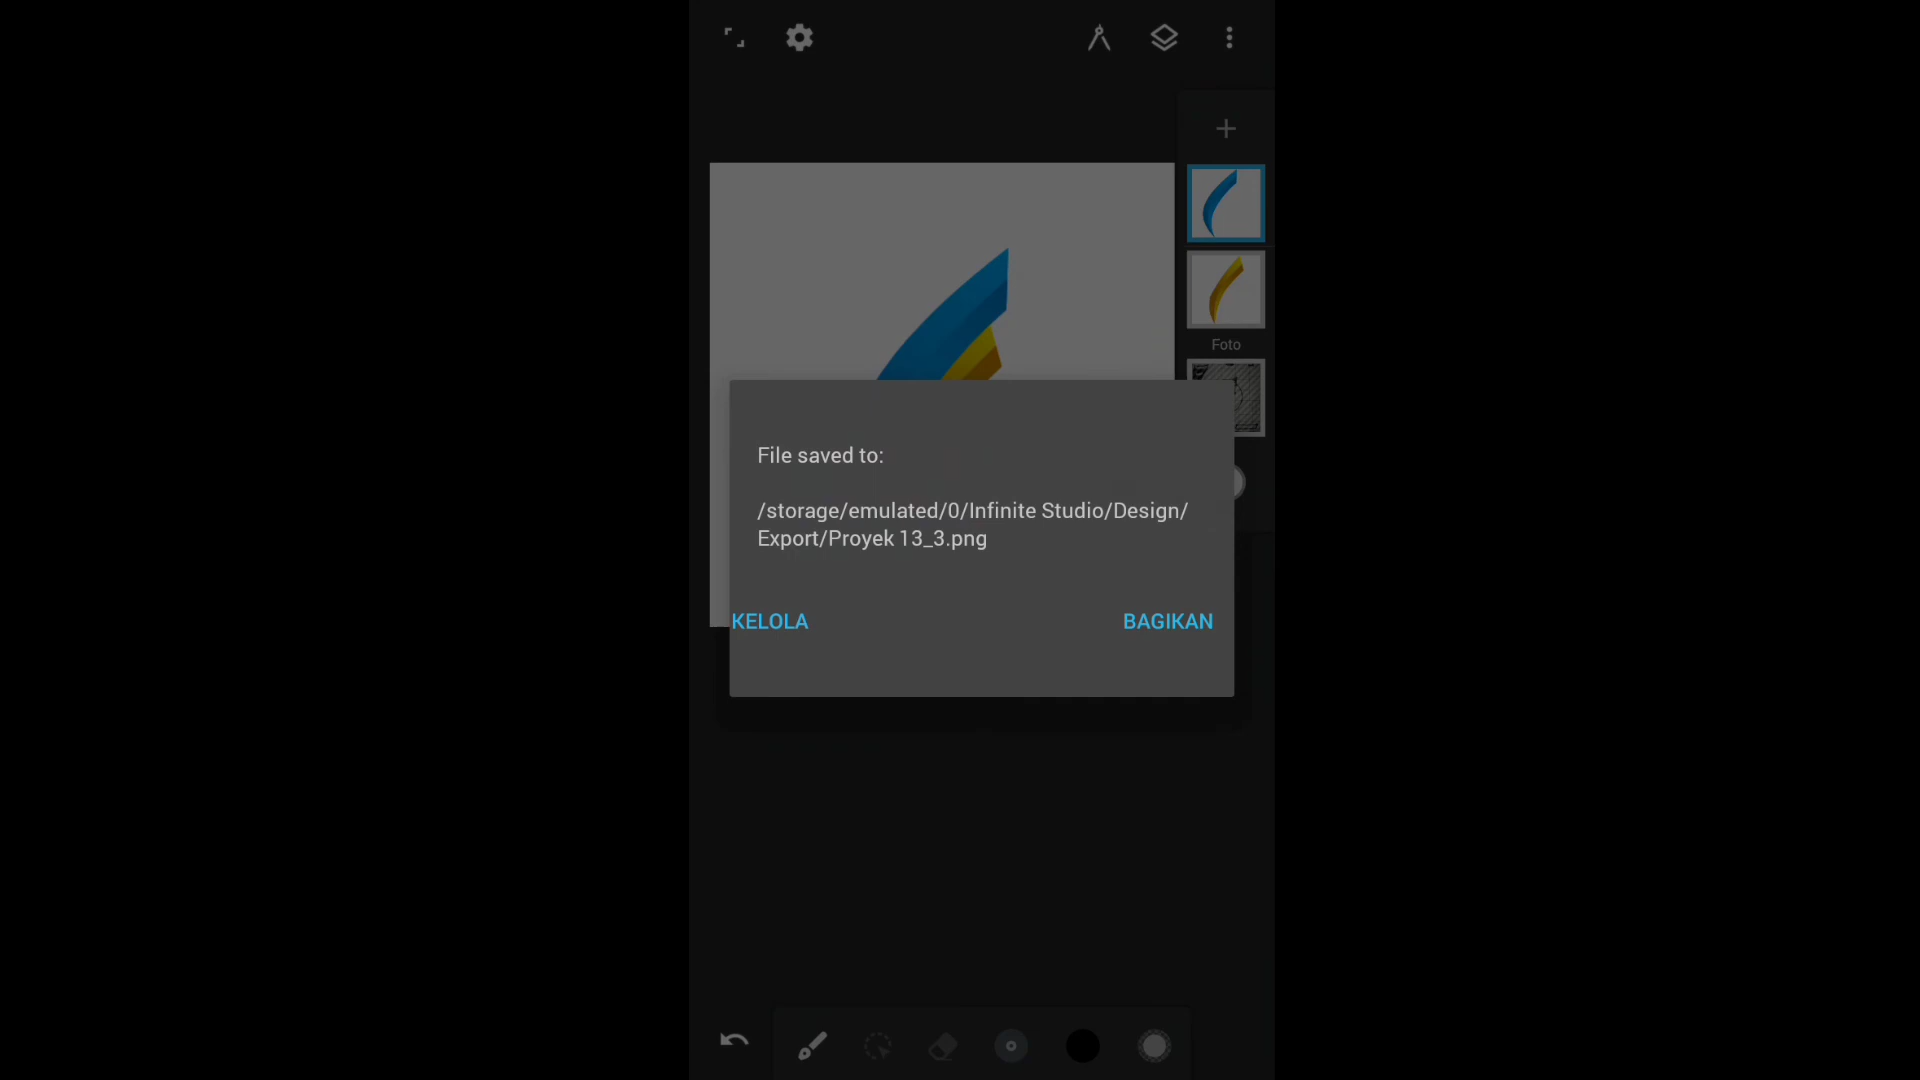 Foto
File saved to:
/storage/emulated/0/Infinite Studio/Design/
Export/Proyek 13_3.png
KELOLA
BAGIKAN